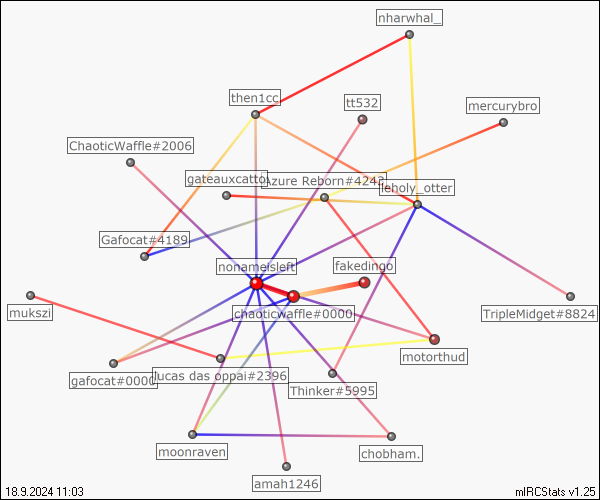 nharwhal_
then1cc
tt532
mercurybro
ChaoticWaffle#2006
gateauxcatto
Azure Reborn#4243
leholy_otter
Gafocat#4189
nonameisleft
fakedingo
mukszi
chaoticwaffle#0000
TripleMidget#8824
motorthud
gafocat#0000
lucas das oppai#2396
Thinker#5995
moonraven
chobham.
amah1246
18.9.2024 11:03
mIRCStats v1.25